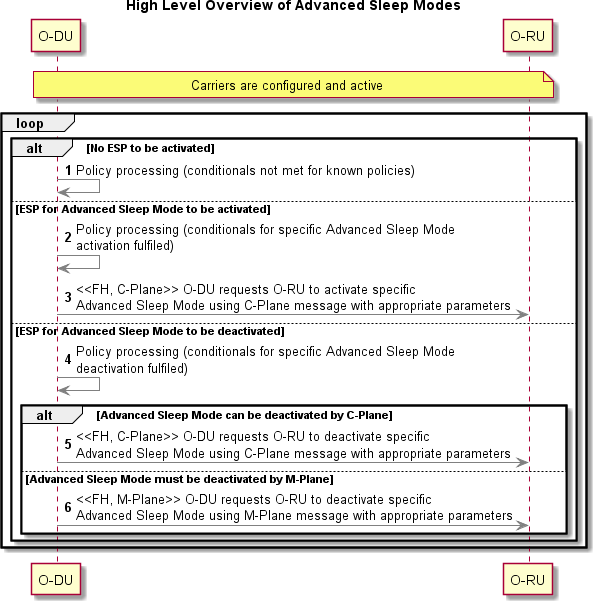 High Level Overview of Advanced Sleep Modes
O-DU
O-RU
Carriers are configured and active
loop
alt
[No ESP to be activated]
1 Policy processing (conditionals not met for known policies)
[ESP for Advanced Sleep Mode to be activated]
2 Policy processing (conditionals for specific Advanced Sleep Mode
activation fulfiled)
3 <<FH, C-Plane>> O-DU requests O-RU to activate specific
Advanced Sleep Mode using C-Plane message with appropriate parameters
[ESP for Advanced Sleep Mode to be deactivated]
4 Policy processing (conditionals for specific Advanced Sleep Mode
deactivation fulfiled)
alt
[Advanced Sleep Mode can be deactivated by C-Plane]
5 <<FH, C-Plane>> O-DU requests O-RU to deactivate specific
Advanced Sleep Mode using C-Plane message with appropriate parameters
[Advanced Sleep Mode must be deactivated by M-Plane]
6 <<FH, M-Plane>> O-DU requests O-RU to deactivate specific
Advanced Sleep Mode using M-Plane message with appropriate parameters
O-DU
O-RU